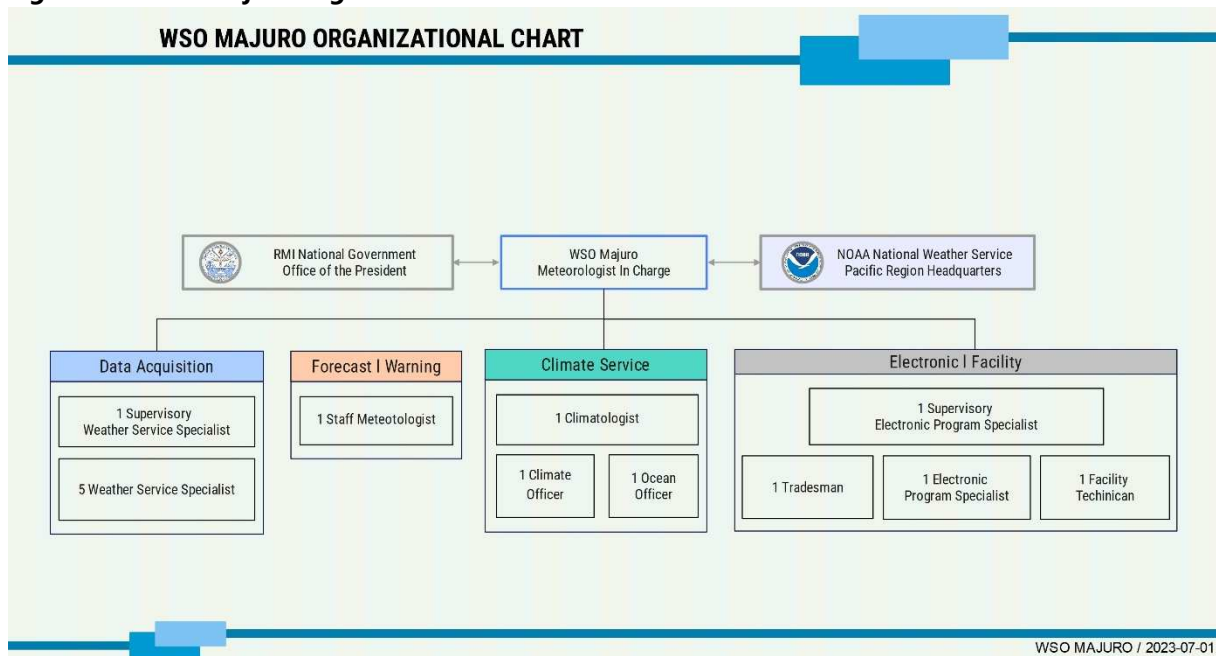 WSO MAJURO ORGANIZATIONAL CHART
RMI National Government
Office of the President
WSO Majuro
Meteorologist In Charge
NOAA National Weather Service
Pacific Region Headquarters
Data Acquisition
1 Supervisory
Weather Service Specialist
5 Weather Service Specialist
Forecast I Warning
1 Staff Meteotologist
Climate Service
1 Climatologist
1 Climate
Officer
1 Ocean
Officer
Electronic I Facility
1 Supervisory
Electronic Program Specialist
1 Tradesman
1 Electronic
Program Specialist
1 Facility
Techinican
WSO MAJURO / 2023-07-01